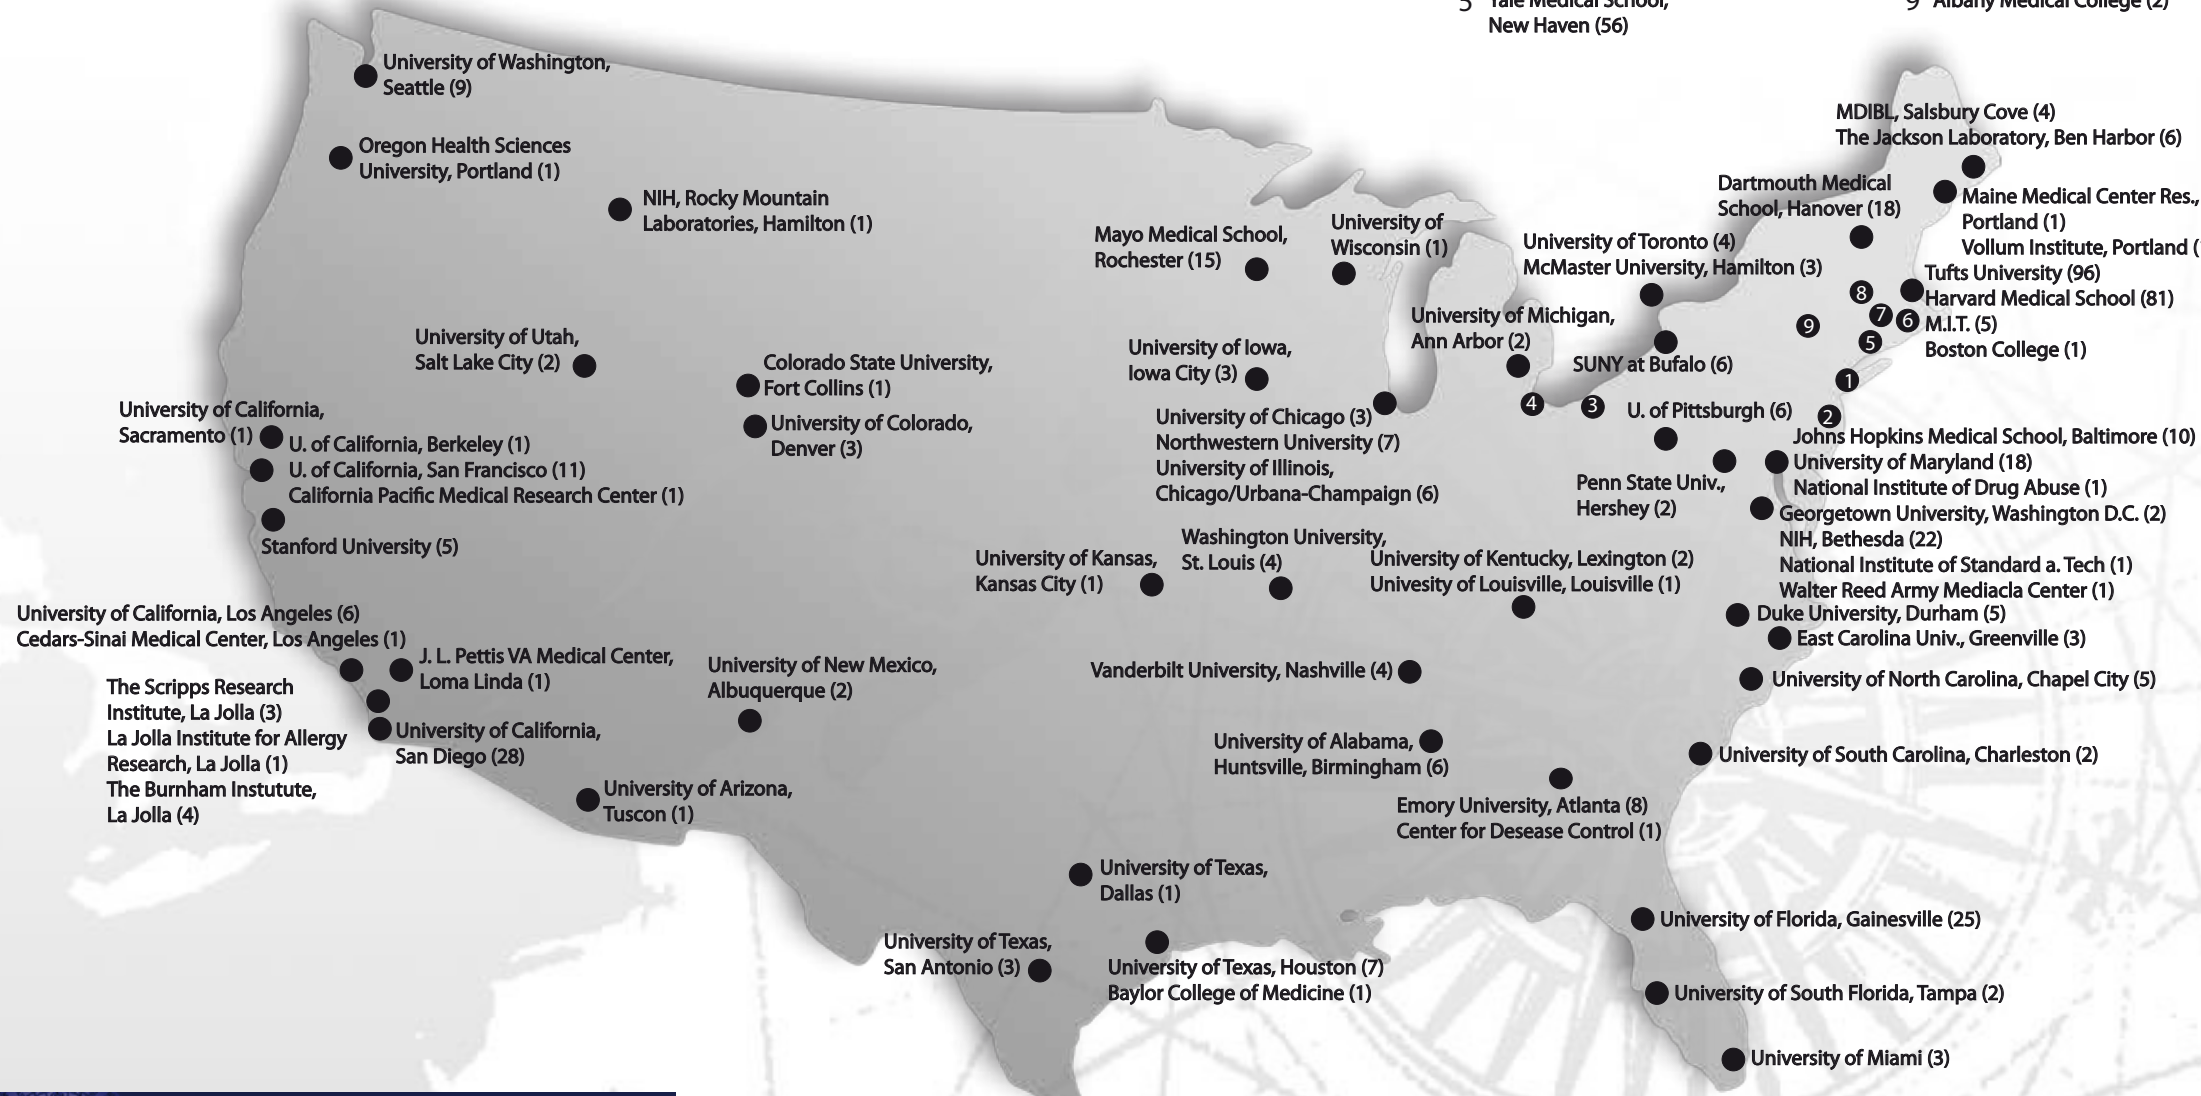 5 Yale Medical School,
New Haven (56)
9 Albany Medical College (2)
University of Washington,
Seattle (9)
Oregon Health Sciences
University, Portland (1)
NIH, Rocky Mountain
Laboratories, Hamilton (1)
MDIBL, Salsbury Cove (4)
The Jackson Laboratory, Ben Harbor (6)
Dartmouth Medical
School, Hanover (18)
Maine Medical Center Res.,
Portland (1)
Vollum Institute, Portland (
Mayo Medical School,
Rochester (15)
University of
Wisconsin (1)
University of Toronto (4)
McMaster University, Hamilton (3)
Tufts University (96)
Harvard Medical School (81)
M.I.T. (5)
Boston College (1)
8
7
6
9
5
1
2
4
3
University of Michigan,
Ann Arbor (2)
SUNY at Bufalo (6)
University of Utah,
Salt Lake City (2)
Colorado State University,
Fort Collins (1)
University of Colorado,
Denver (3)
University of Iowa,
Iowa City (3)
University of Chicago (3)
Northwestern University (7)
University of Illinois,
Chicago/Urbana-Champaign (6)
U. of Pittsburgh (6)
Penn State Univ.,
Hershey (2)
Johns Hopkins Medical School, Baltimore (10)
University of Maryland (18)
National Institute of Drug Abuse (1)
Georgetown University, Washington D.C. (2)
NIH, Bethesda (22)
National Institute of Standard a. Tech (1)
Walter Reed Army Mediacla Center (1)
University of California,
Sacramento (1)
U. of California, Berkeley (1)
U. of California, San Francisco (11)
California Pacific Medical Research Center (1)
Stanford University (5)
University of Kansas,
Kansas City (1)
Washington University,
St. Louis (4)
University of Kentucky, Lexington (2)
Univesity of Louisville, Louisville (1)
Duke University, Durham (5)
East Carolina Univ., Greenville (3)
University of North Carolina, Chapel City (5)
University of California, Los Angeles (6)
Cedars-Sinai Medical Center, Los Angeles (1)
J. L. Pettis VA Medical Center,
Loma Linda (1)
The Scripps Research
Institute, La Jolla (3)
La Jolla Institute for Allergy
Research, La Jolla (1)
The Burnham Instutute,
La Jolla (4)
University of California,
San Diego (28)
University of New Mexico,
Albuquerque (2)
University of Arizona,
Tuscon (1)
Vanderbilt University, Nashville (4)
University of Alabama,
Huntsville, Birmingham (6)
University of South Carolina, Charleston (2)
Emory University, Atlanta (8)
Center for Desease Control (1)
University of Texas,
Dallas (1)
University of Texas,
San Antonio (3)
University of Texas, Houston (7)
Baylor College of Medicine (1)
University of Florida, Gainesville (25)
University of South Florida, Tampa (2)
University of Miami (3)